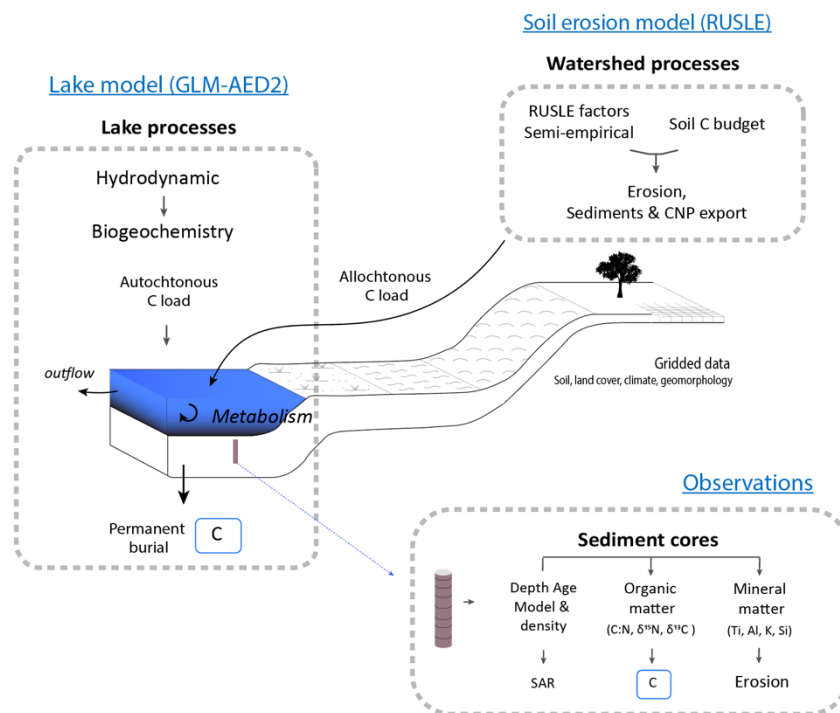 Soil erosion model (RUSLE)
Watershed processes
RUSLE factors
Semi-empirical
Soil C budget
Erosion,
Sediments & CNP export
Lake model (GLM-AED2)
Lake processes
Hydrodynamic
Biogeochemistry
Autochtonous
C load
Allochtonous
C load
outflow
Metabolism
Gridded data
Soil, land cover, climate, geomorphology
Permanent
burial
C
Observations
Sediment cores
Depth Age
Model &
density
Organic
matter
(C:N, δ¹⁵N, δ¹³C )
Mineral
matter
(Ti, Al, K, Si)
SAR
C
Erosion